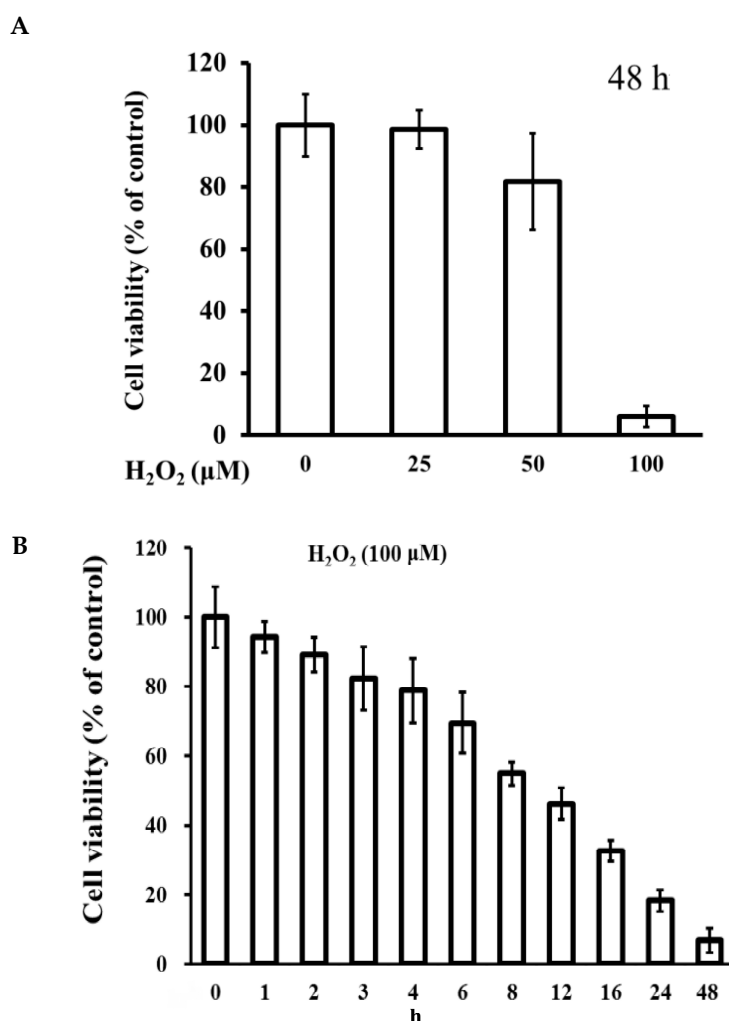 A
48 h
Cell viability (% of control)
120
100
80
60
40
20
0
H₂O₂ (µM)
0 25 50 100
B
H₂O₂ (100 µM)
Cell viability (% of control)
120
100
80
60
40
20
0
0 1 2 3 4 6 8 12 16 24 48
h